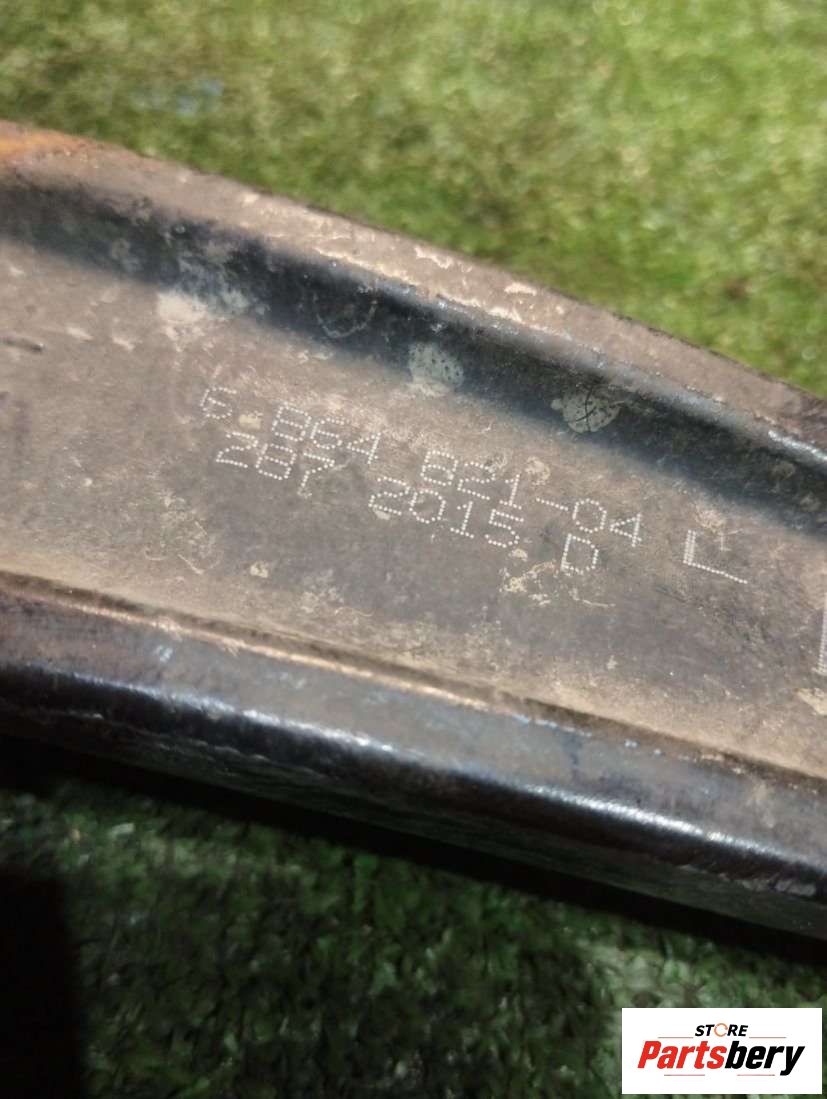 6 864 821-04 L
287 2015 D
STORE
Partsbery